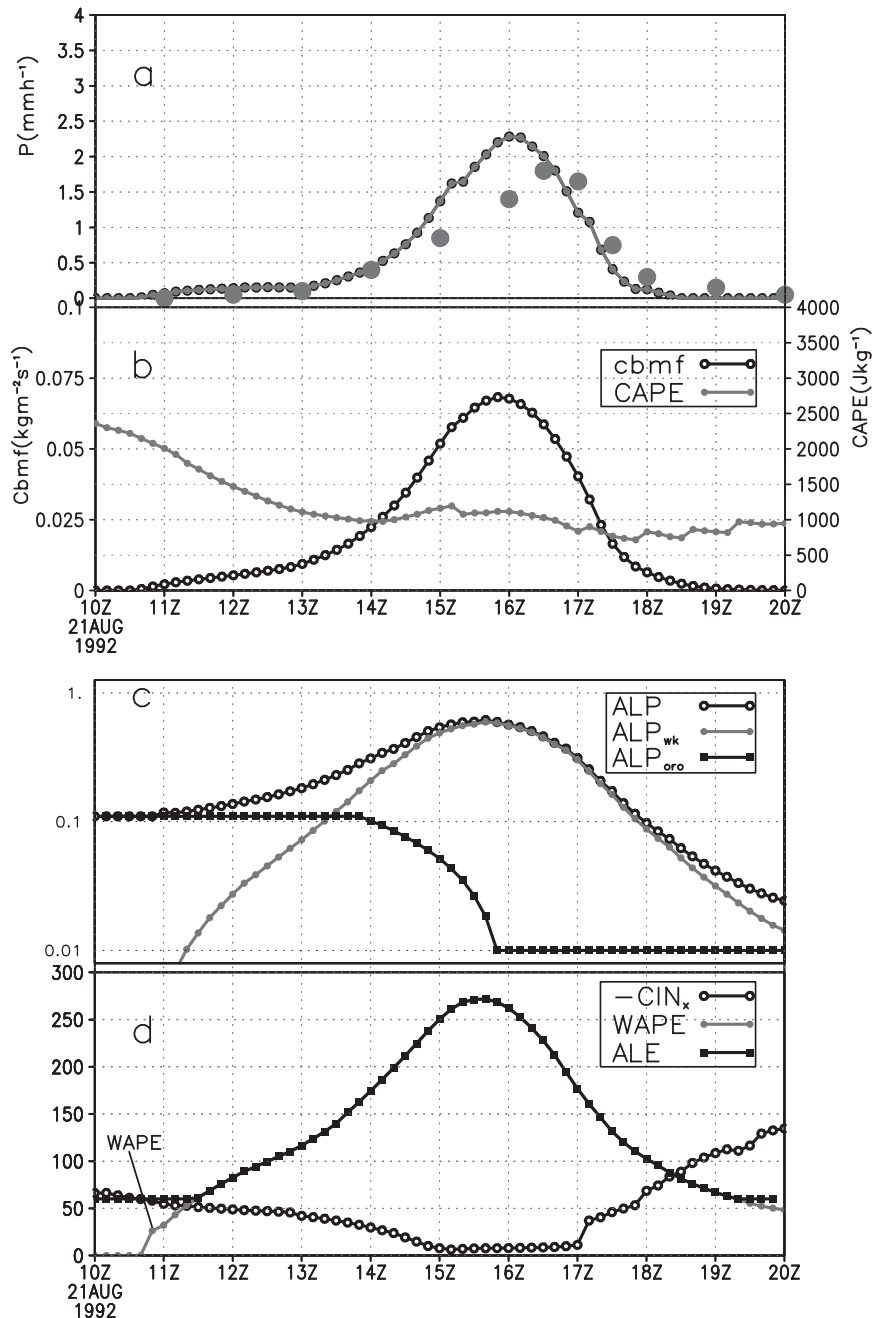 4
3.5
3
2.5
2
1.5
1
0.5
0
P(mmh⁻¹)
a
0.1
0.075
0.05
0.025
0
Cbmf(kgm⁻²s⁻¹)
b
cbmf
CAPE
4000
3500
3000
2500
2000
1500
1000
500
0
CAPE(Jkg⁻¹)
10Z 11Z 12Z 13Z 14Z 15Z 16Z 17Z 18Z 19Z 20Z
21AUG
1992
c
1.
0.1
0.01
ALP
ALPwk
ALPoro
300
250
200
150
100
50
0
d
−CINx
WAPE
ALE
WAPE
10Z 11Z 12Z 13Z 14Z 15Z 16Z 17Z 18Z 19Z 20Z
21AUG
1992